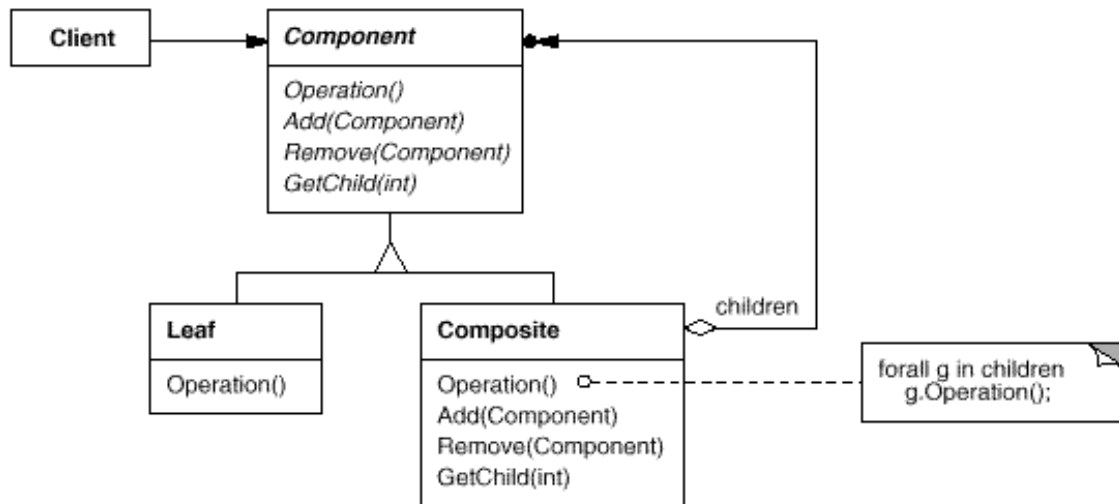 Client
Component
Operation()
Add(Component)
Remove(Component)
GetChild(int)
Leaf
Operation()
Composite
Operation()
Add(Component)
Remove(Component)
GetChild(int)
children
forall g in children
g.Operation();